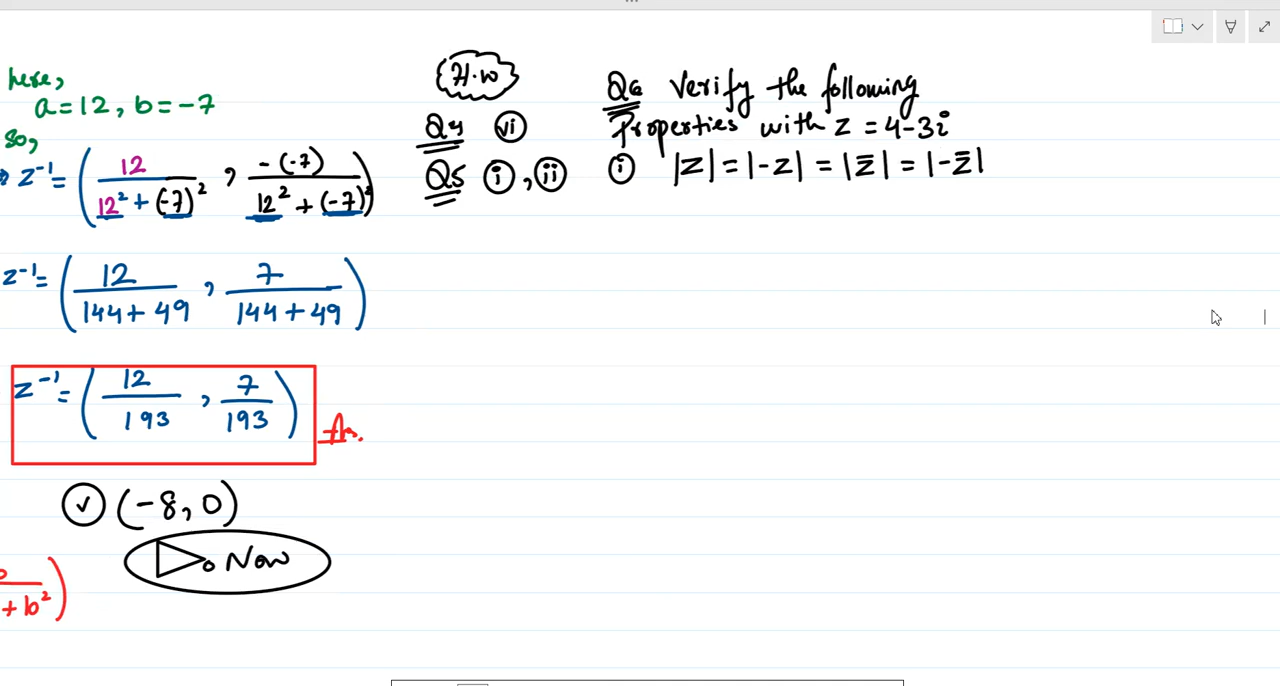 here,
a = 12, b = -7
so,
z⁻¹ = ( 12 / (12² + (-7)²) , -(-7) / (12² + (-7)²) )
z⁻¹ = ( 12 / (144 + 49) , 7 / (144 + 49) )
z⁻¹ = ( 12 / 193 , 7 / 193 ) Ans.
(v) (-8, 0)
Now
+ b² )
H.w
Q4 (vi)
Q5 (i), (ii)
Q6 Verify the following
Properties with z = 4-3i
(i) |z| = |-z| = |z̅| = |-z̅|